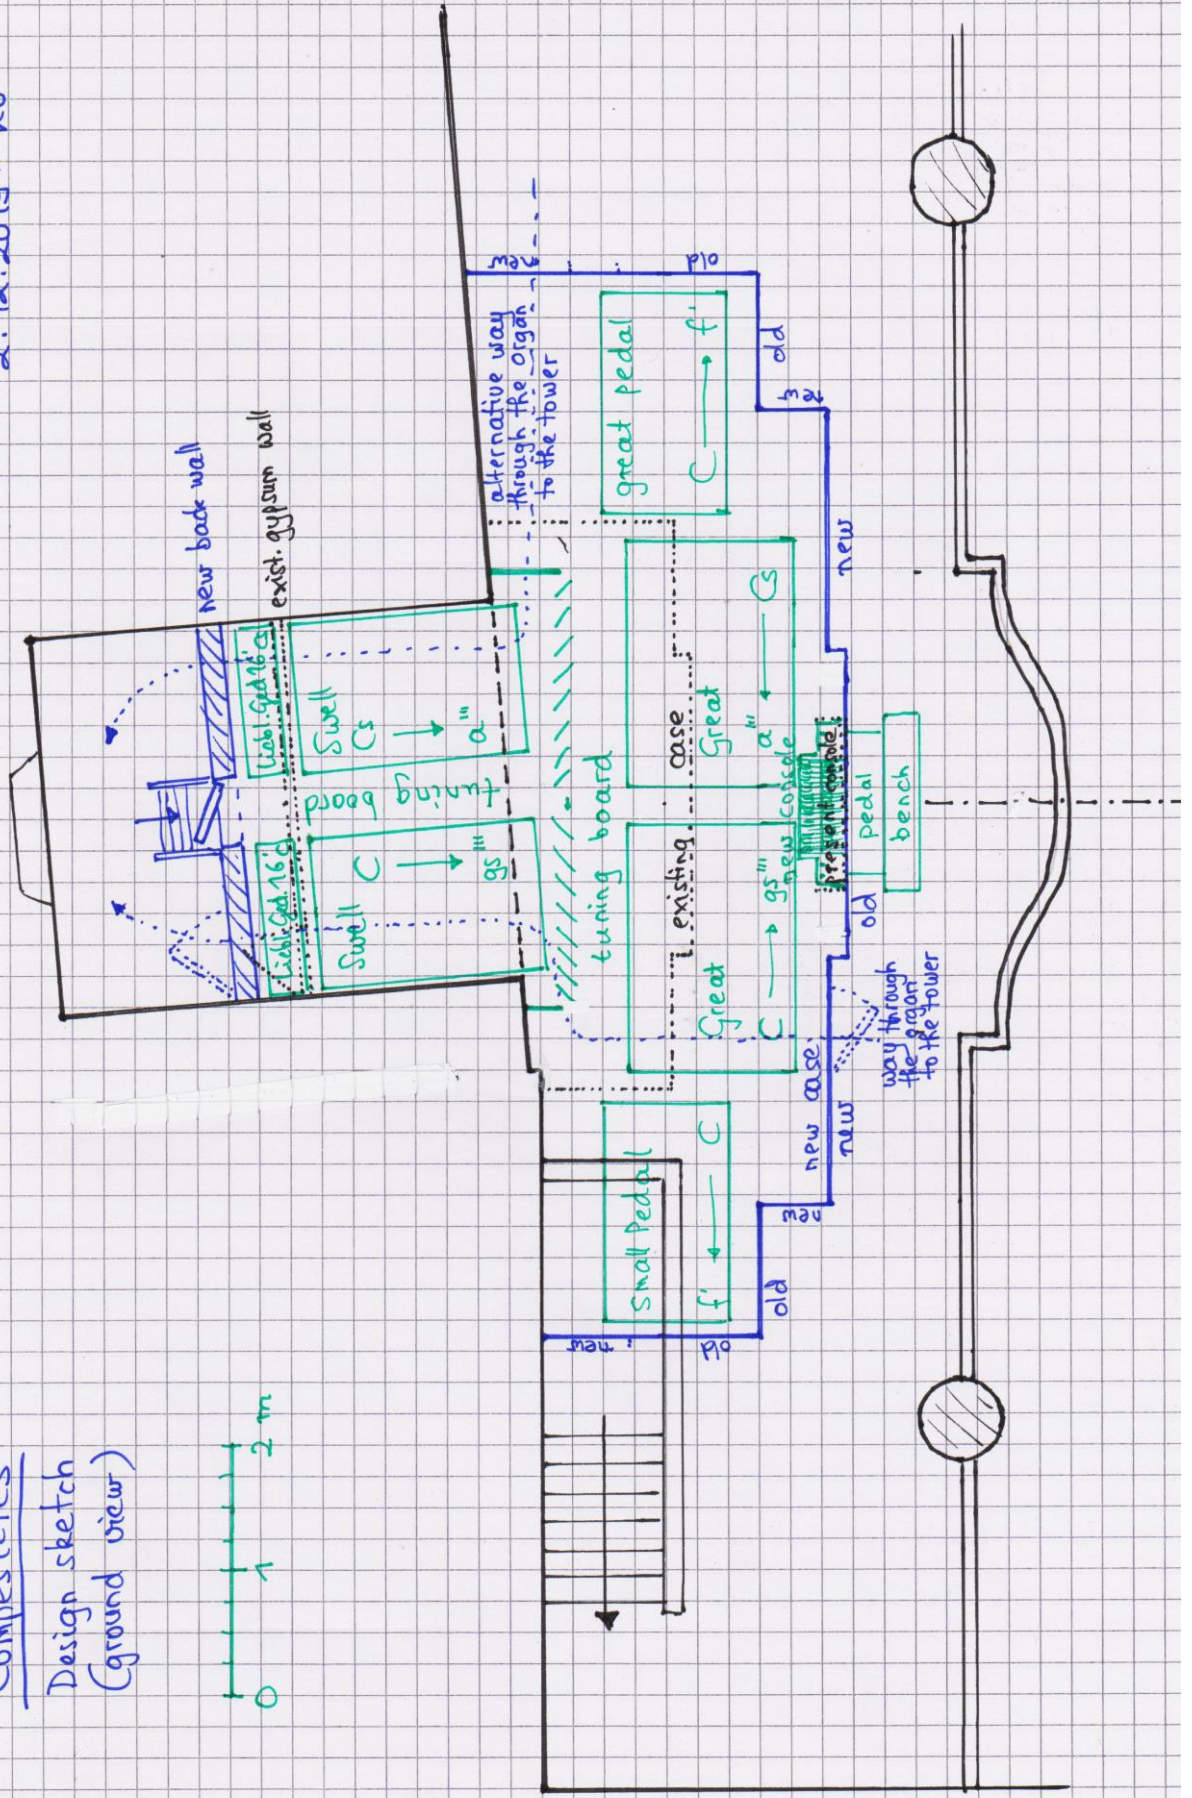 Design sketch
(ground view)
0 1 2 m
new back wall
exist. gypsum wall
Liebl. Ged. 16' C
Liebl. Ged. 16' Cs
Swell
C → gs'''
tuning board
Swell
Cs → a'''
alternative way
through the organ
to the tower
tuning board
existing case
small Pedal
f' ← C
Great
C → gs'''
Great
a''' ← Cs
great pedal
C → f'
new console
present console
pedal
bench
new
old
old
new
new case
new
old
new
new
old
old
new
way through
the organ
to the tower